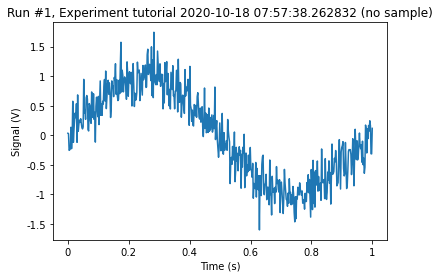 Run #1, Experiment tutorial 2020-10-18 07:57:38.262832 (no sample)
1.5
1
0.5
0
-0.5
-1
-1.5
Signal (V)
0 0.2 0.4 0.6 0.8 1
Time (s)